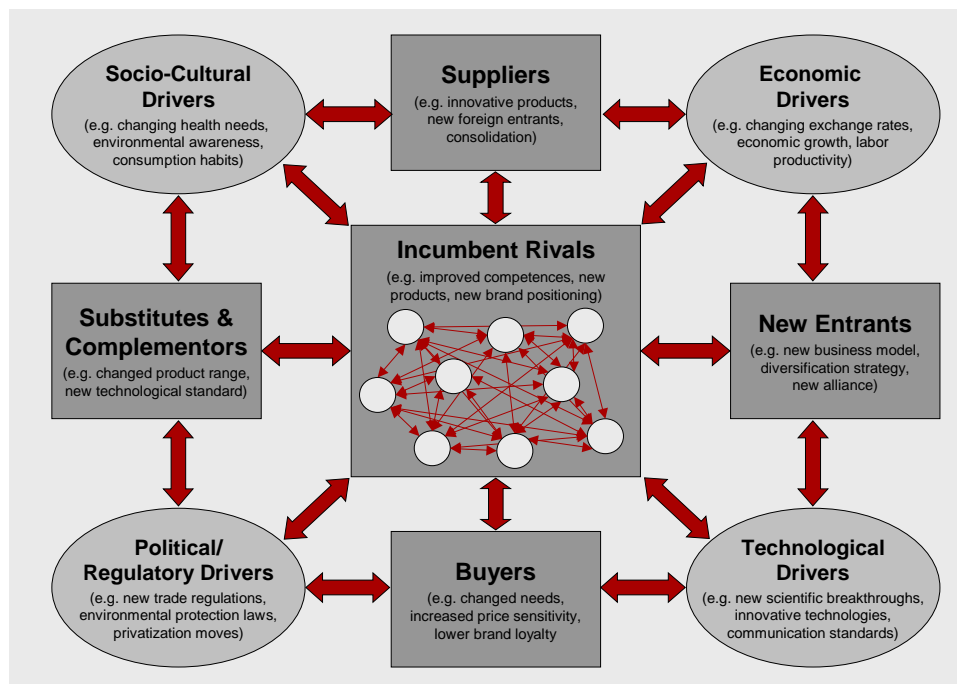 Socio-Cultural
Drivers
(e.g. changing health needs,
environmental awareness,
consumption habits)
Suppliers
(e.g. innovative products,
new foreign entrants,
consolidation)
Economic
Drivers
(e.g. changing exchange rates,
economic growth, labor
productivity)
Substitutes &
Complementors
(e.g. changed product range,
new technological standard)
Incumbent Rivals
(e.g. improved competences, new
products, new brand positioning)
New Entrants
(e.g. new business model,
diversification strategy,
new alliance)
Political/
Regulatory Drivers
(e.g. new trade regulations,
environmental protection laws,
privatization moves)
Buyers
(e.g. changed needs,
increased price sensitivity,
lower brand loyalty
Technological
Drivers
(e.g. new scientific breakthroughs,
innovative technologies,
communication standards)